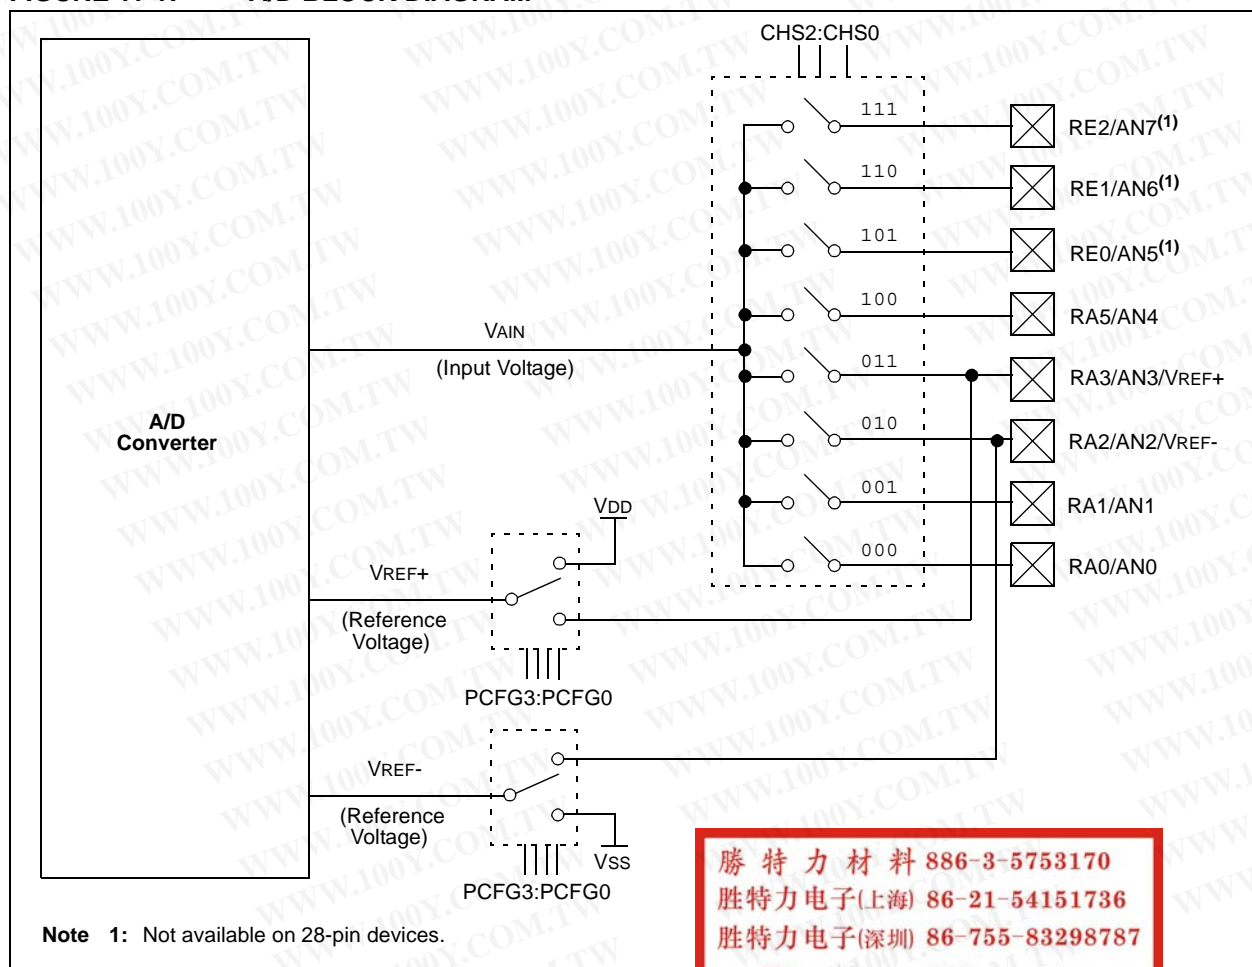 CHS2:CHS0
111
RE2/AN7(1)
110
RE1/AN6(1)
101
RE0/AN5(1)
100
RA5/AN4
VAIN
(Input Voltage)
011
RA3/AN3/VREF+
A/D
Converter
010
RA2/AN2/VREF-
001
RA1/AN1
VDD
000
RA0/AN0
VREF+
(Reference
Voltage)
PCFG3:PCFG0
VREF-
(Reference
Voltage)
VSS
PCFG3:PCFG0
勝 特 力 材 料 886-3-5753170
胜特力电子(上海) 86-21-54151736
胜特力电子(深圳) 86-755-83298787
Note 1: Not available on 28-pin devices.
WWW.100Y.COM.TW